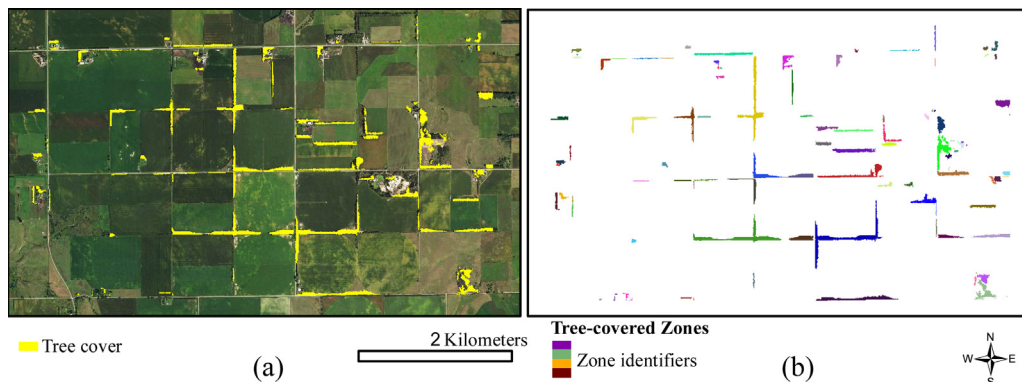 Tree cover
(a)
2 Kilometers
Tree-covered Zones
Zone identifiers
(b)
N
W E
S